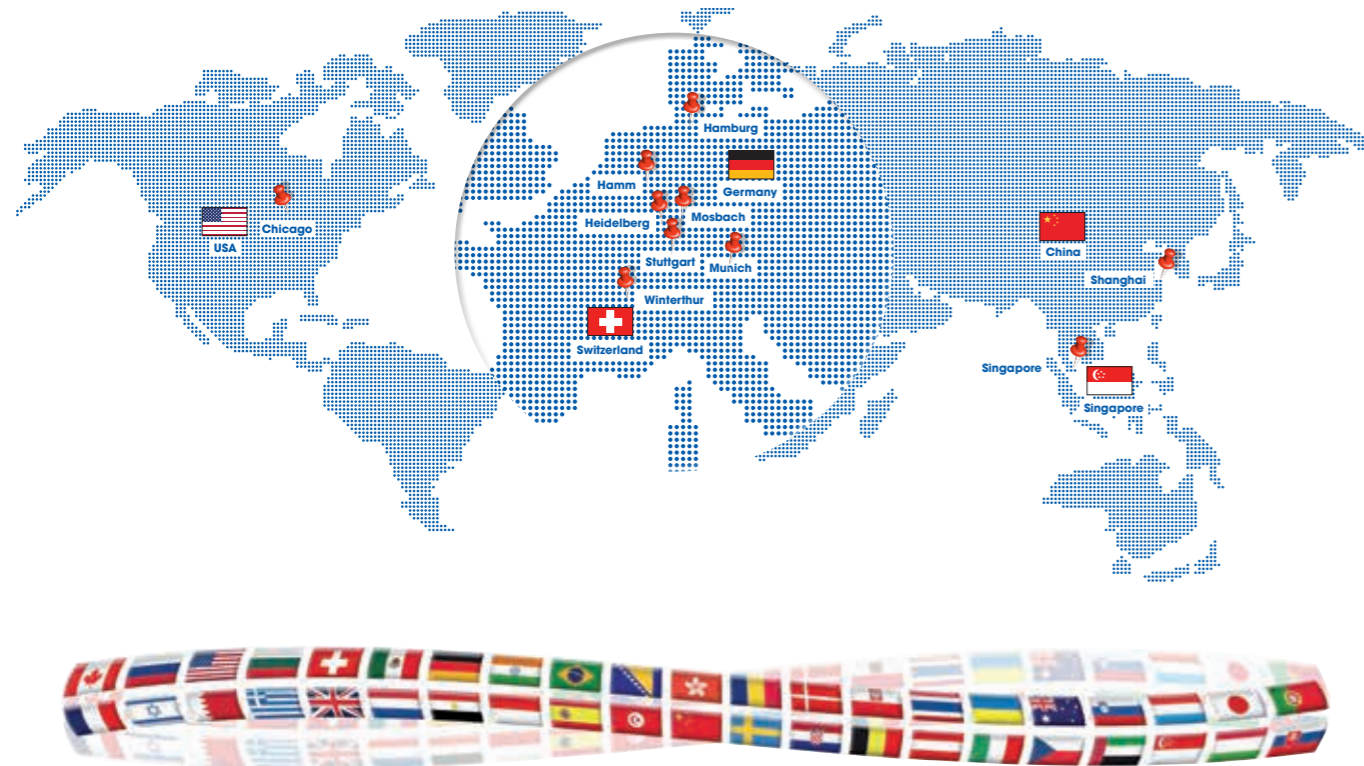 Hamburg
Hamm
Germany
Heidelberg
Mosbach
Chicago
USA
Stuttgart
Munich
China
Shanghai
Winterthur
Switzerland
Singapore
Singapore